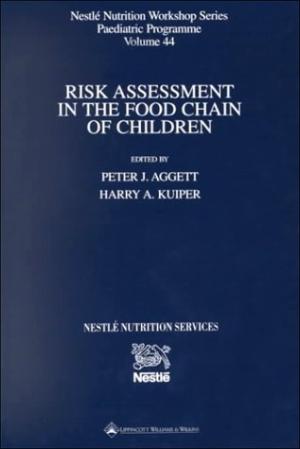 Nestlé Nutrition Workshop Series
Paediatric Programme
Volume 44
RISK ASSESSMENT
IN THE FOOD CHAIN
OF CHILDREN
EDITED BY
PETER J. AGGETT
HARRY A. KUIPER
NESTLÉ NUTRITION SERVICES
Nestlé
LIPPINCOTT WILLIAMS & WILKINS